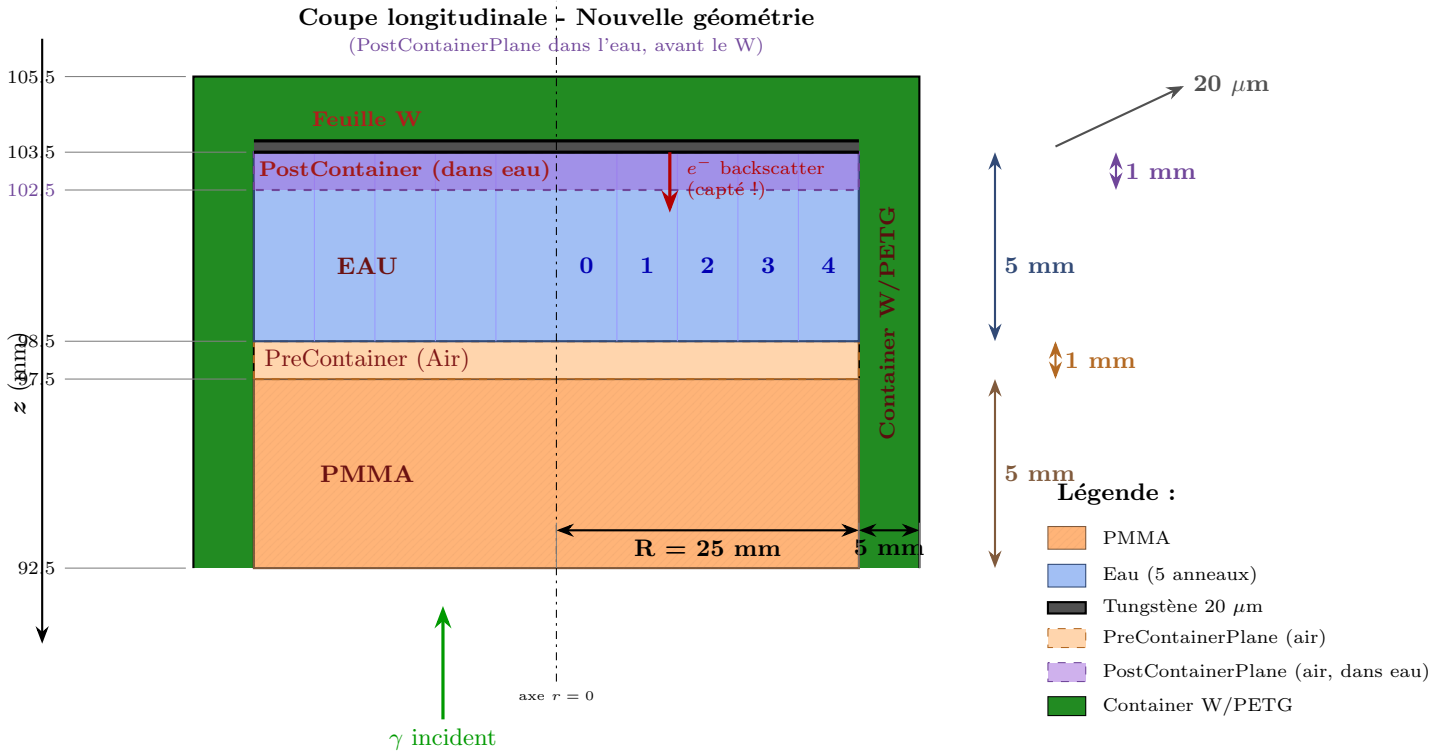 Coupe longitudinale - Nouvelle géométrie
(PostContainerPlane dans l'eau, avant le W)
105.5
103.5
102.5
98.5
97.5
92.5
z (mm)
Feuille W
PostContainer (dans eau)
e⁻ backscatter
(capté !)
EAU
0
1
2
3
4
PreContainer (Air)
PMMA
Container W/PETG
R = 25 mm
5 mm
axe r = 0
γ incident
20 μm
1 mm
5 mm
1 mm
5 mm
Légende :
PMMA
Eau (5 anneaux)
Tungstène 20 μm
PreContainerPlane (air)
PostContainerPlane (air, dans eau)
Container W/PETG